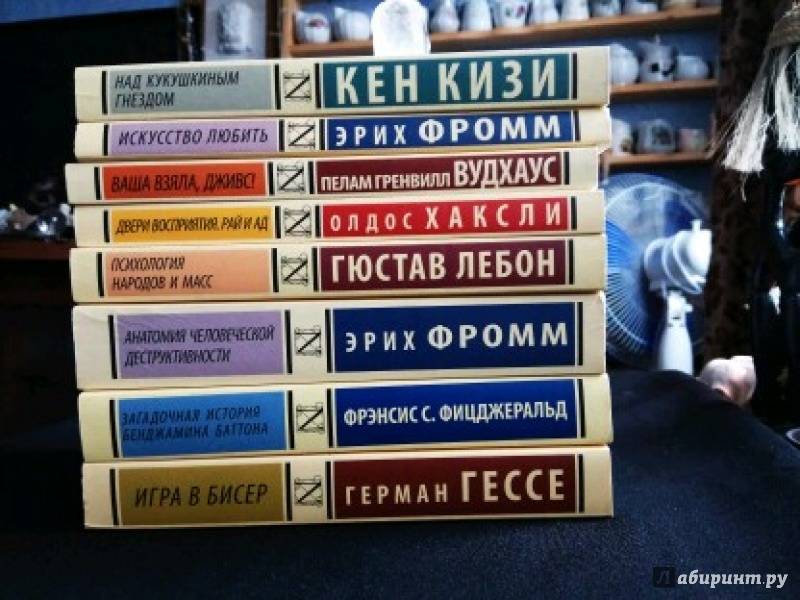 НАД КУКУШКИНЫМ
ГНЕЗДОМ
КЕН КИЗИ
ИСКУССТВО ЛЮБИТЬ
ЭРИХ ФРОММ
ВАША ВЗЯЛА, ДЖИВС!
ПЕЛАМ ГРЕНВИЛЛ ВУДХАУС
ДВЕРИ ВОСПРИЯТИЯ. РАЙ И АД
ОЛДОС ХАКСЛИ
ПСИХОЛОГИЯ
НАРОДОВ И МАСС
ГЮСТАВ ЛЕБОН
АНАТОМИЯ ЧЕЛОВЕЧЕСКОЙ
ДЕСТРУКТИВНОСТИ
ЭРИХ ФРОММ
ЗАГАДОЧНАЯ ИСТОРИЯ
БЕНДЖАМИНА БАТТОНА
ФРЭНСИС С. ФИЦДЖЕРАЛЬД
ИГРА В БИСЕР
ГЕРМАН ГЕССЕ
Лабиринт.ру